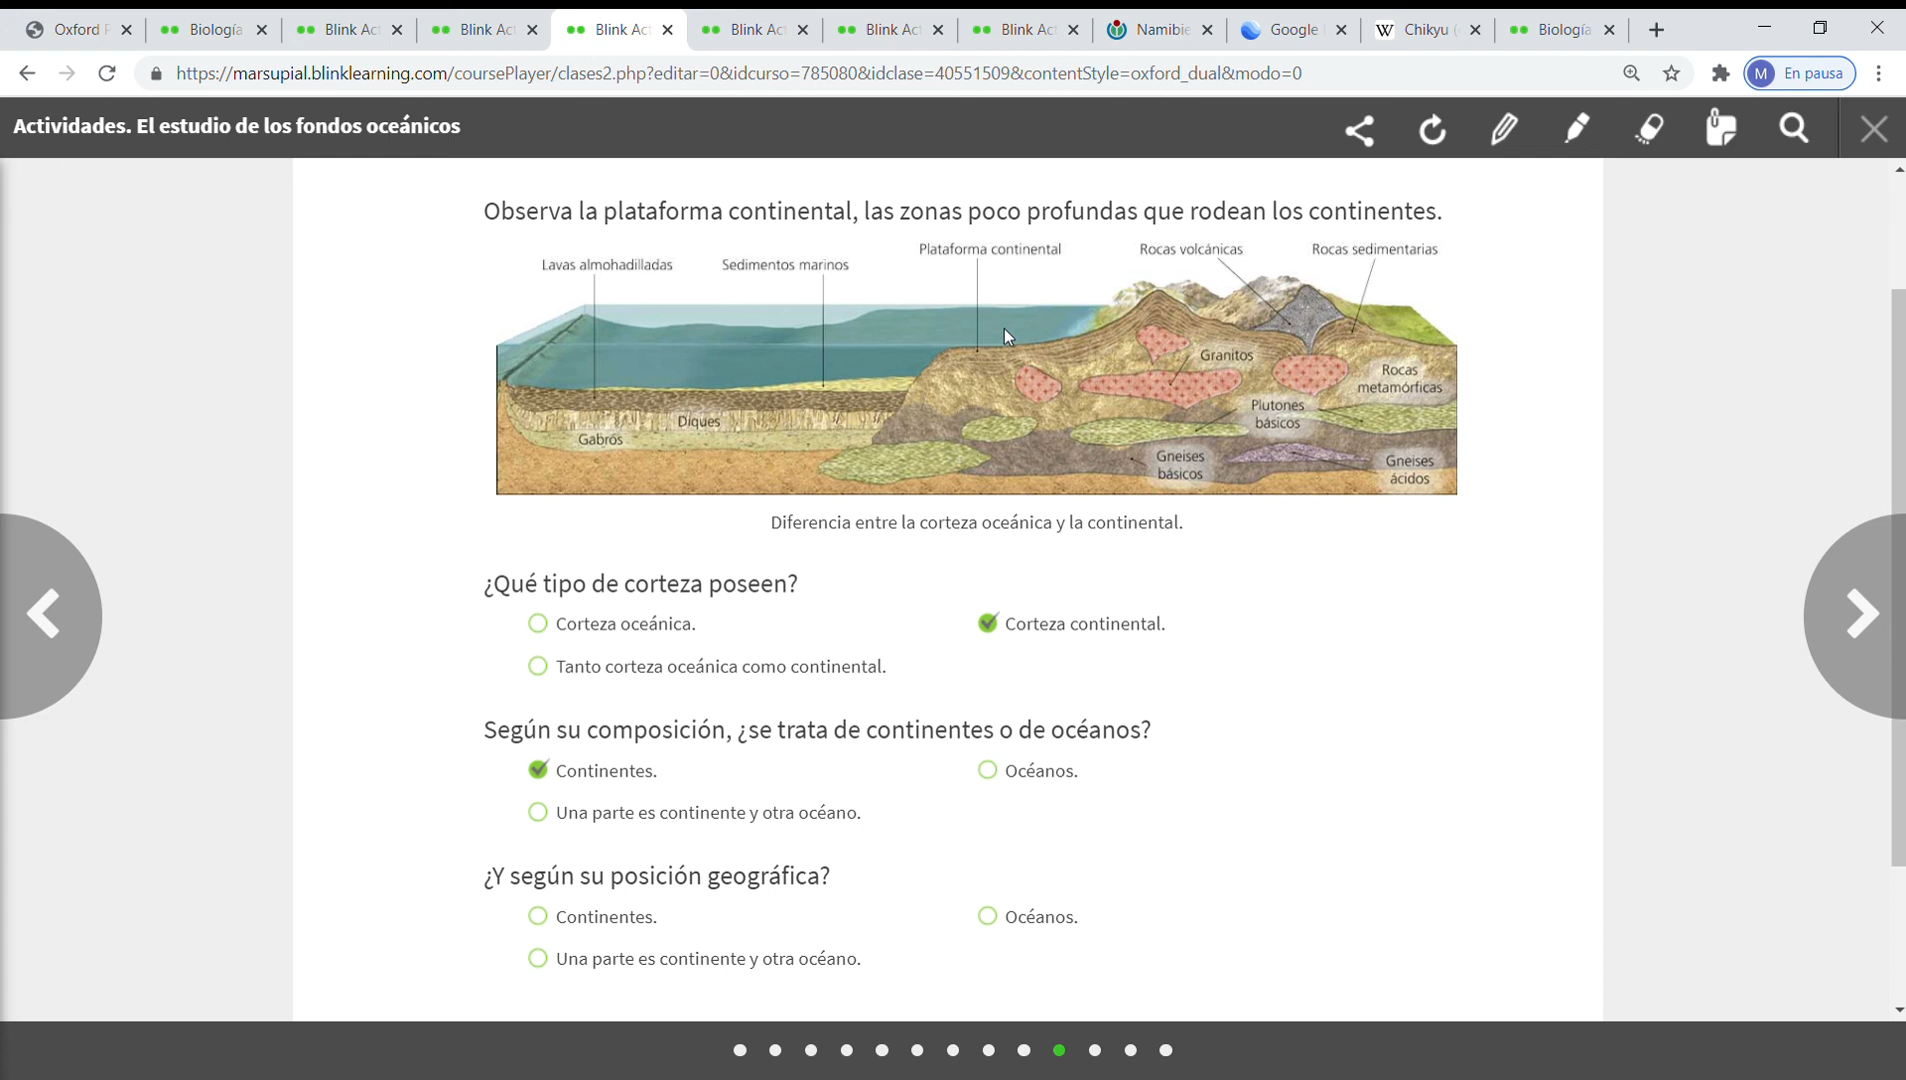 Oxford P
Biología
Blink Act
Blink Act
Blink Act
Blink Act
Blink Act
Blink Act
Namibie
Google
Chikyu (
Biología
https://marsupial.blinklearning.com/coursePlayer/clases2.php?editar=0&idcurso=785080&idclase=40551509&contentStyle=oxford_dual&modo=0
M En pausa
Actividades. El estudio de los fondos oceánicos
Observa la plataforma continental, las zonas poco profundas que rodean los continentes.
Plataforma continental
Rocas volcánicas
Rocas sedimentarias
Lavas almohadilladas
Sedimentos marinos
Granitos
Rocas
metamórficas
Plutones
básicos
Diques
Gabros
Gneises
básicos
Gneises
ácidos
Diferencia entre la corteza oceánica y la continental.
¿Qué tipo de corteza poseen?
Corteza oceánica.
Corteza continental.
Tanto corteza oceánica como continental.
Según su composición, ¿se trata de continentes o de océanos?
Continentes.
Océanos.
Una parte es continente y otra océano.
¿Y según su posición geográfica?
Continentes.
Océanos.
Una parte es continente y otra océano.